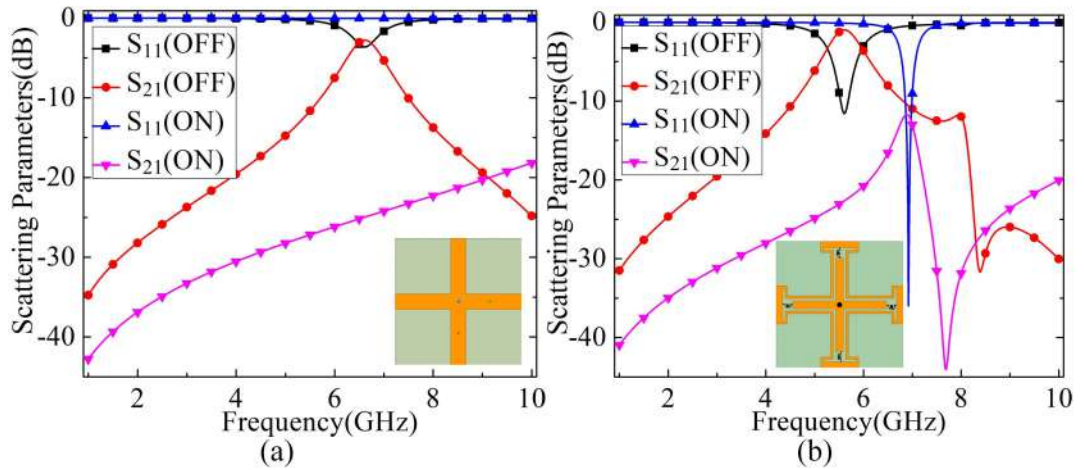 0
-10
-20
-30
-40
Scattering Parameters(dB)
S11(OFF)
S21(OFF)
S11(ON)
S21(ON)
2 4 6 8 10
Frequency(GHz)
(a)
0
-10
-20
-30
-40
Scattering Parameters(dB)
S11(OFF)
S21(OFF)
S11(ON)
S21(ON)
2 4 6 8 10
Frequency(GHz)
(b)